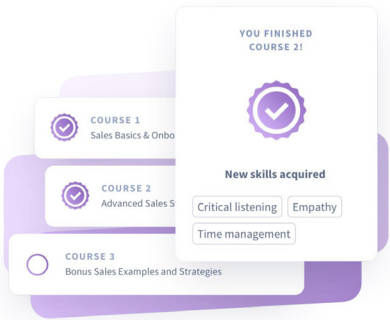 YOU FINISHED
COURSE 2!
New skills acquired
Critical listening Empathy
Time management
COURSE 1
Sales Basics &
COURSE 2
Advanced Sales
COURSE 3
Bonus Sales Examples and Strategies